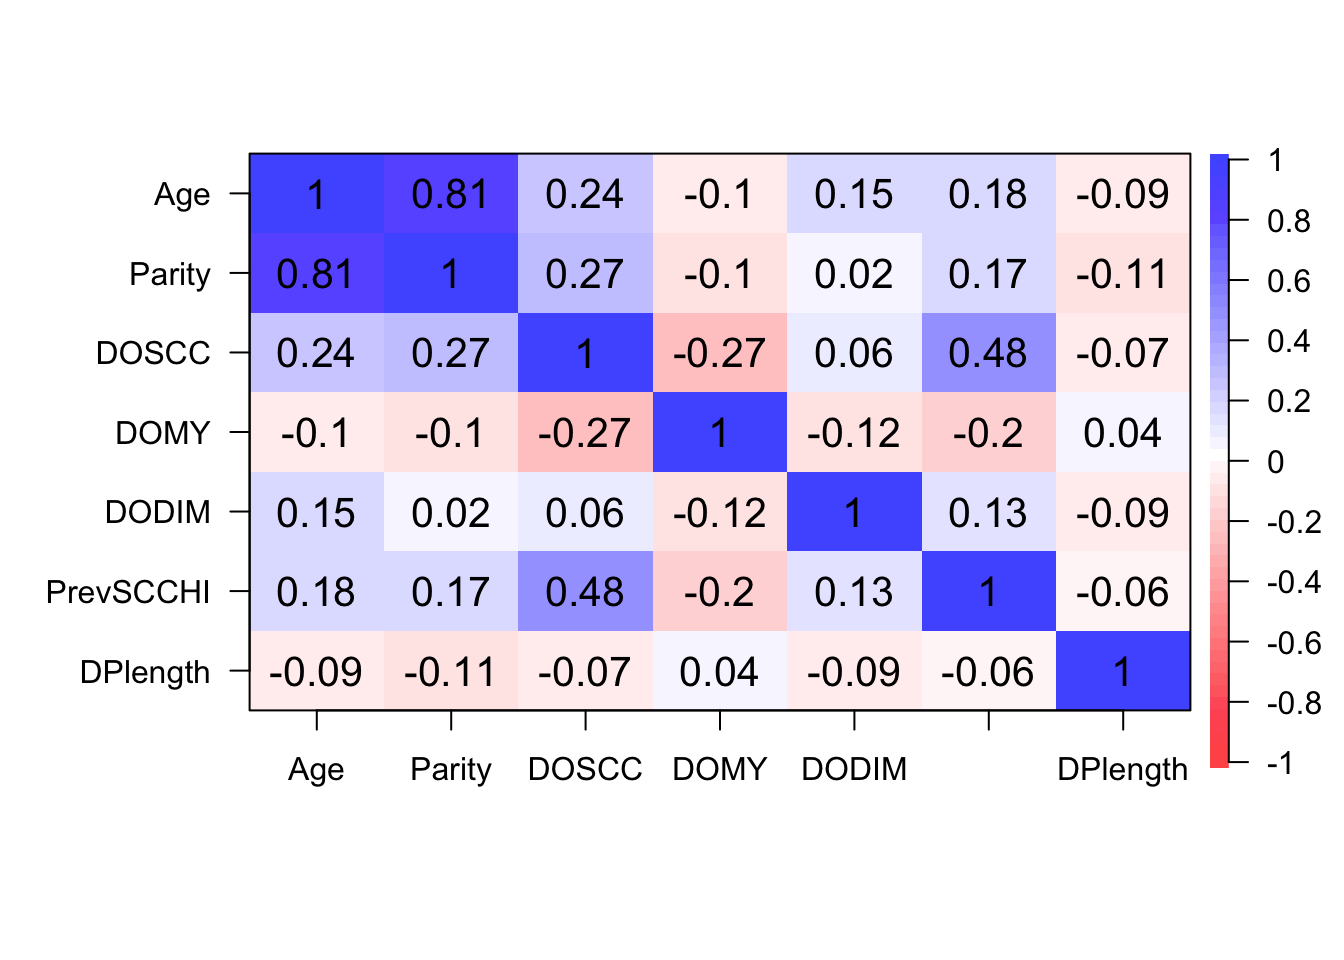 Age 1 0.81 0.24 -0.1 0.15 0.18 -0.09
Parity 0.81 1 0.27 -0.1 0.02 0.17 -0.11
DOSCC 0.24 0.27 1 -0.27 0.06 0.48 -0.07
DOMY -0.1 -0.1 -0.27 1 -0.12 -0.2 0.04
DODIM 0.15 0.02 0.06 -0.12 1 0.13 -0.09
PrevSCCHI 0.18 0.17 0.48 -0.2 0.13 1 -0.06
DPlength -0.09 -0.11 -0.07 0.04 -0.09 -0.06 1
Age Parity DOSCC DOMY DODIM DPlength
1
0.8
0.6
0.4
0.2
0
-0.2
-0.4
-0.6
-0.8
-1